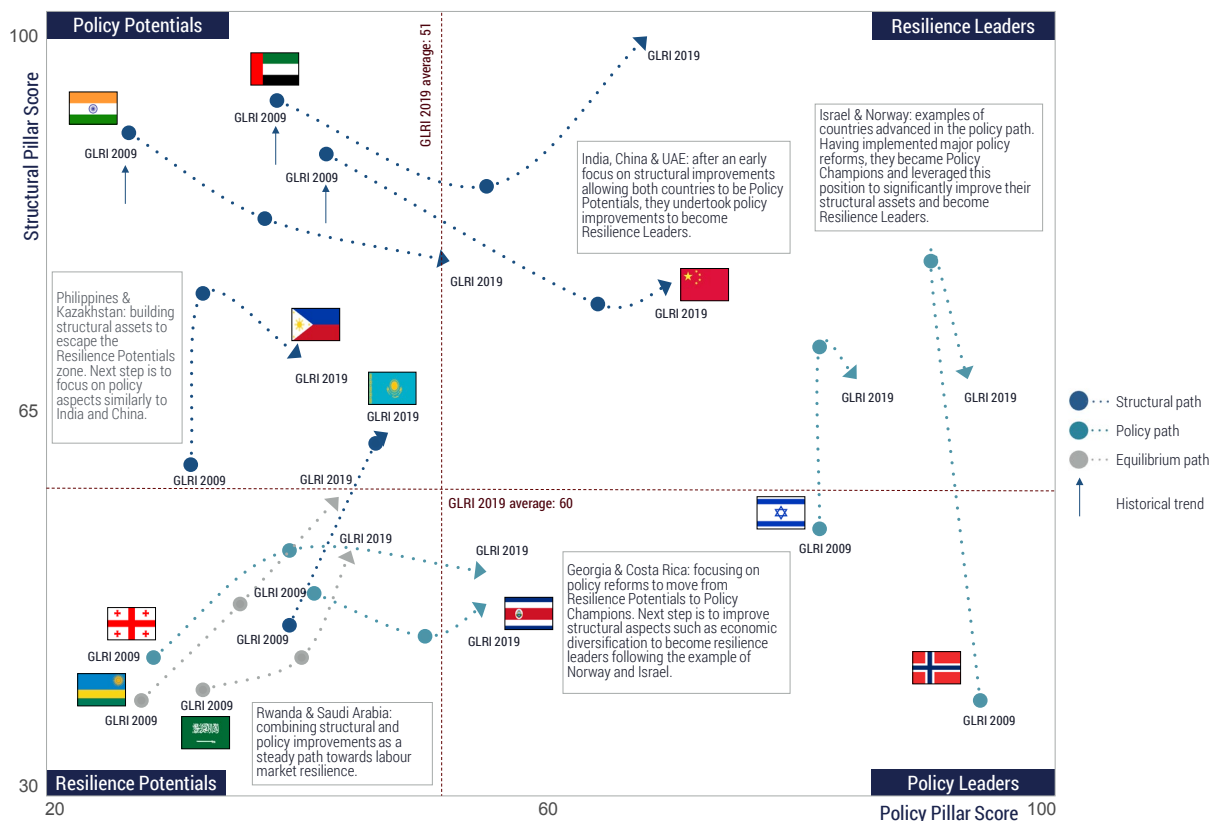 Policy Potentials
Resilience Leaders
100
Structural Pillar Score
GLRI 2019 average: 51
GLRI 2019
GLRI 2009
GLRI 2009
GLRI 2009
India, China & UAE: after an early
focus on structural improvements
allowing both countries to be Policy
Potentials, they undertook policy
improvements to become
Resilience Leaders.
Israel & Norway: examples of
countries advanced in the policy path.
Having implemented major policy
reforms, they became Policy
Champions and leveraged this
position to significantly improve their
structural assets and become
Resilience Leaders.
GLRI 2019
GLRI 2019
Philippines &
Kazakhstan: building
structural assets to
escape the
Resilience Potentials
zone. Next step is to
focus on policy
aspects similarly to
India and China.
GLRI 2019
GLRI 2019
GLRI 2019
GLRI 2019
65
GLRI 2009
GLRI 2019
Structural path
Policy path
Equilibrium path
Historical trend
GLRI 2019 average: 60
GLRI 2019
GLRI 2019
GLRI 2009
GLRI 2009
GLRI 2009
GLRI 2019
GLRI 2009
Georgia & Costa Rica: focusing on
policy reforms to move from
Resilience Potentials to Policy
Champions. Next step is to improve
structural aspects such as economic
diversification to become resilience
leaders following the example of
Norway and Israel.
GLRI 2009
GLRI 2009
GLRI 2009
GLRI 2009
Rwanda & Saudi Arabia:
combining structural and
policy improvements as a
steady path towards labour
market resilience.
Resilience Potentials
Policy Leaders
30
20
60
100
Policy Pillar Score